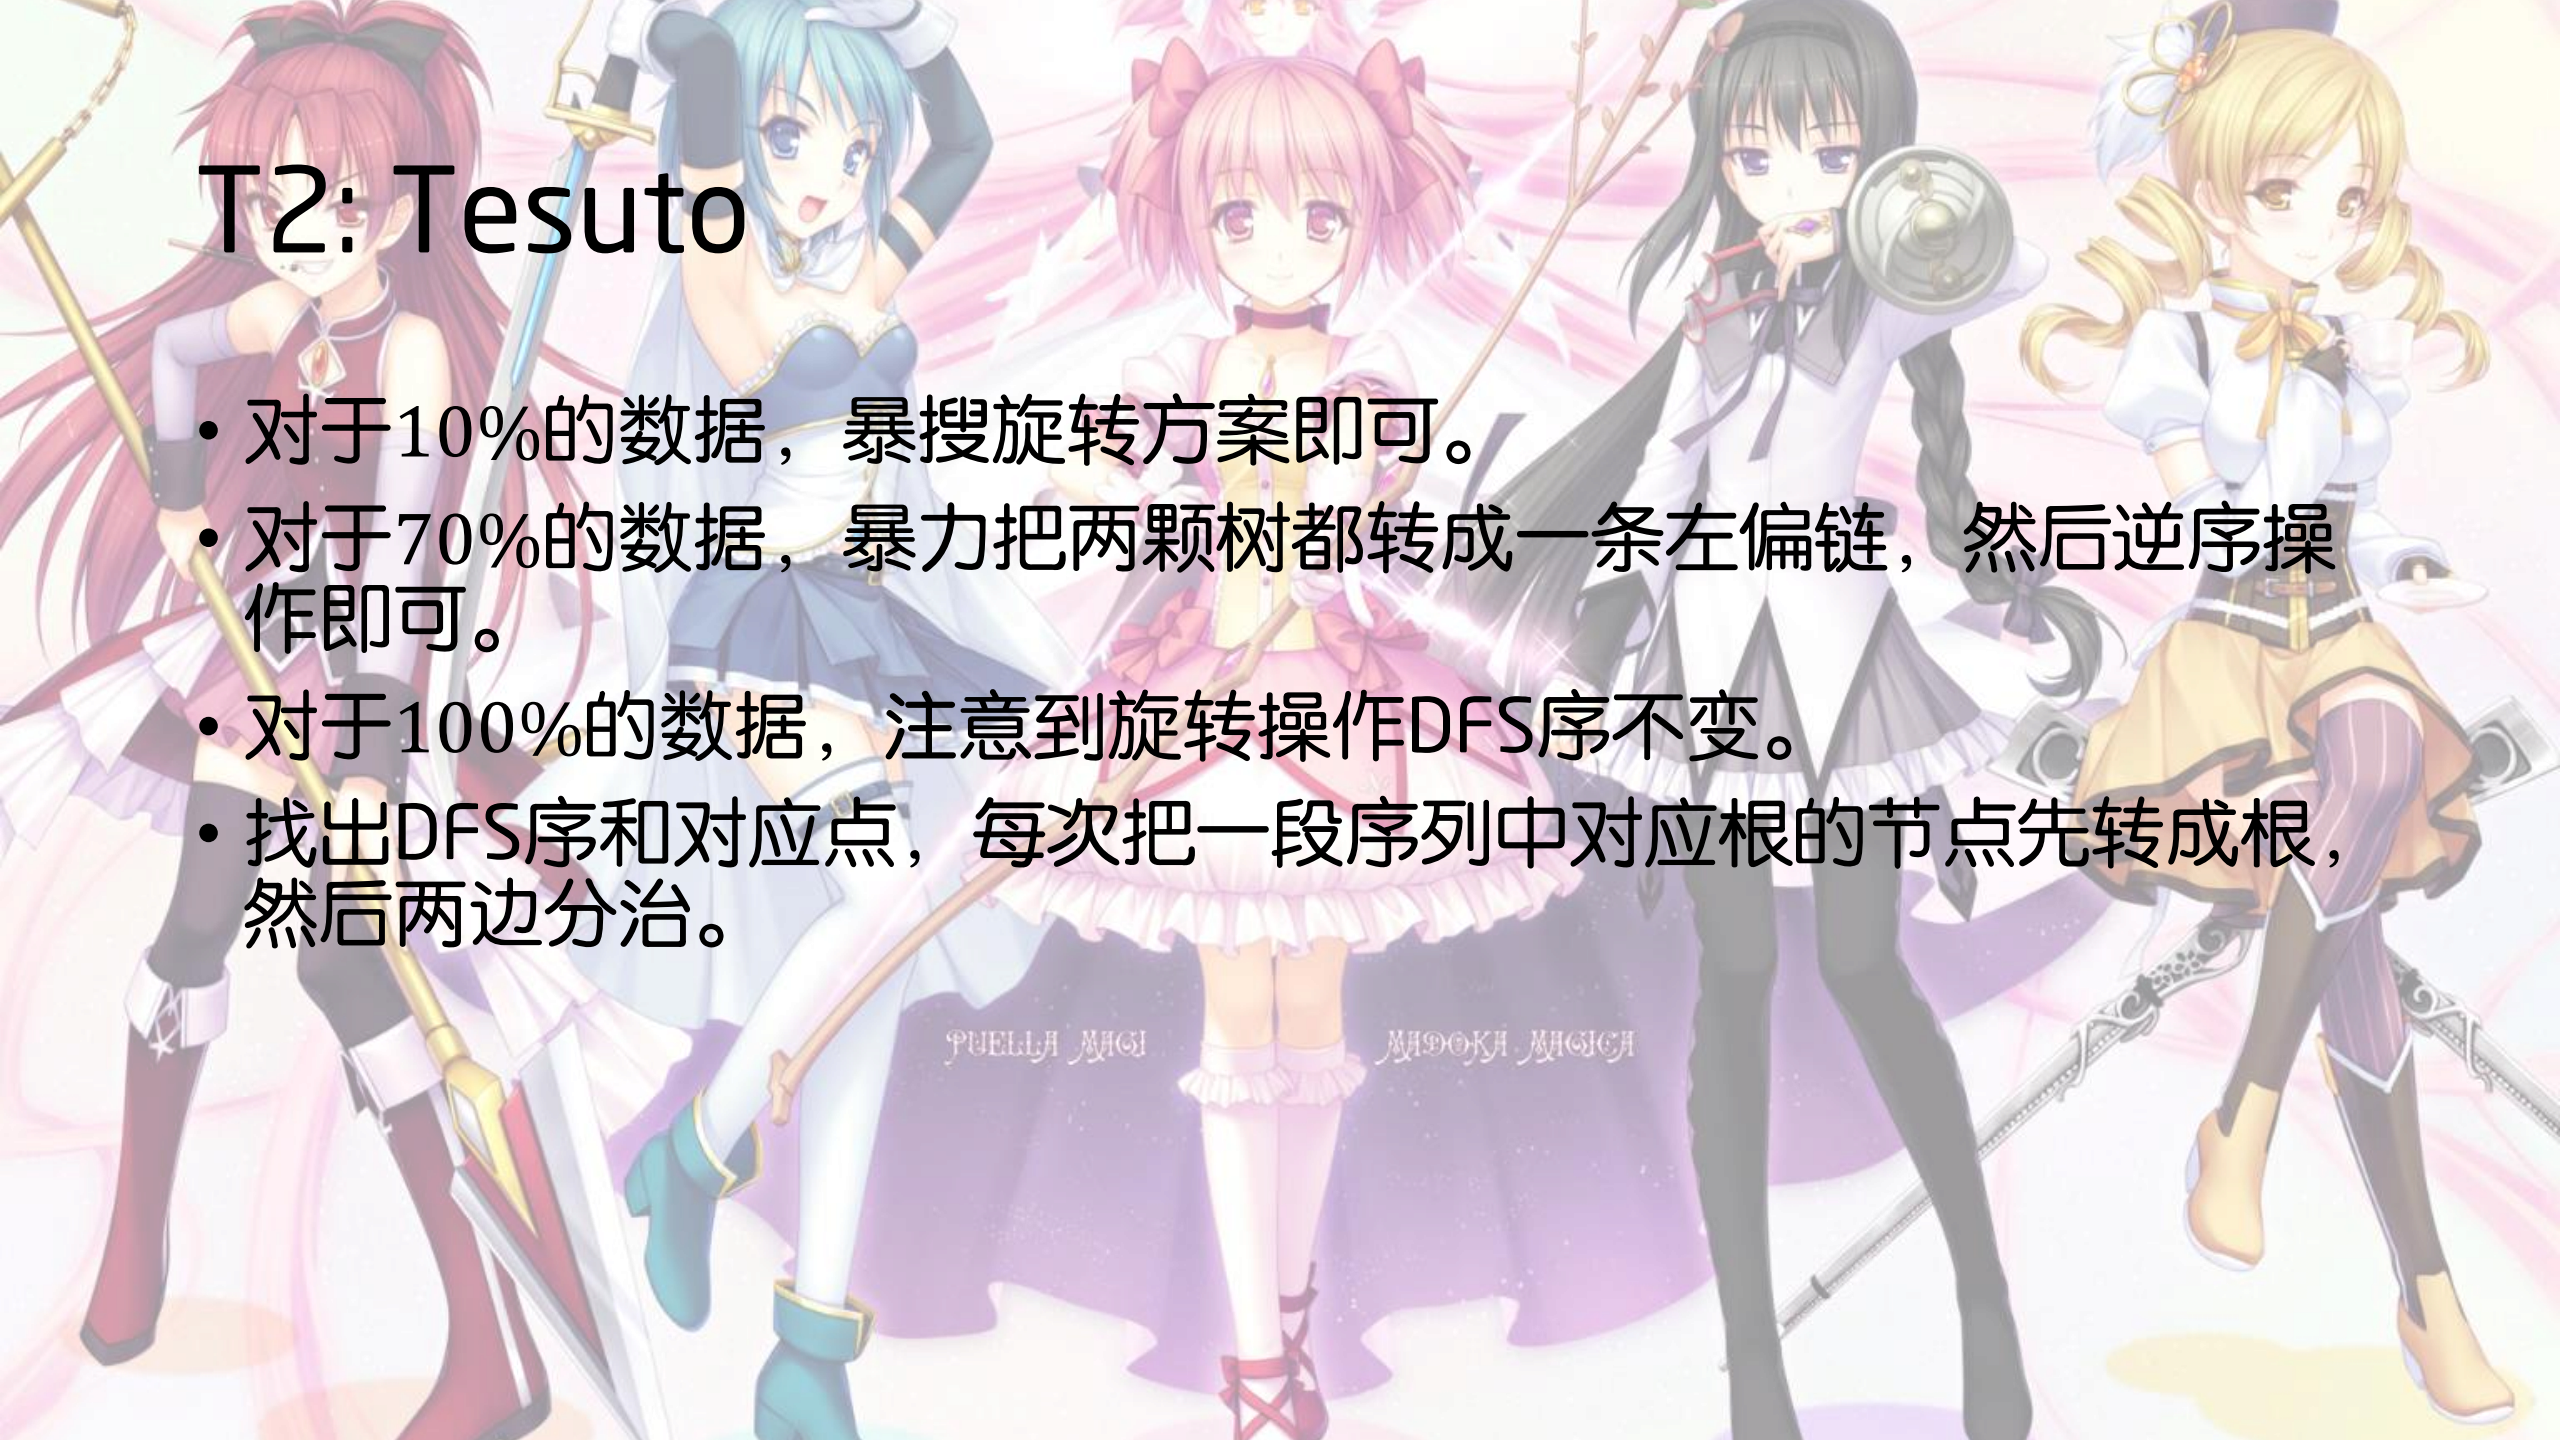 T2: Tesuto
• 对于10%的数据，暴搜旋转方案即可。
• 对于70%的数据，暴力把两颗树都转成一条左偏链，然后逆序操
作即可。
• 对于100%的数据，注意到旋转操作DFS序不变。
• 找出DFS序和对应点，每次把一段序列中对应根的节点先转成根，
然后两边分治。
PUELLA MAGI MADOKA MAGICA